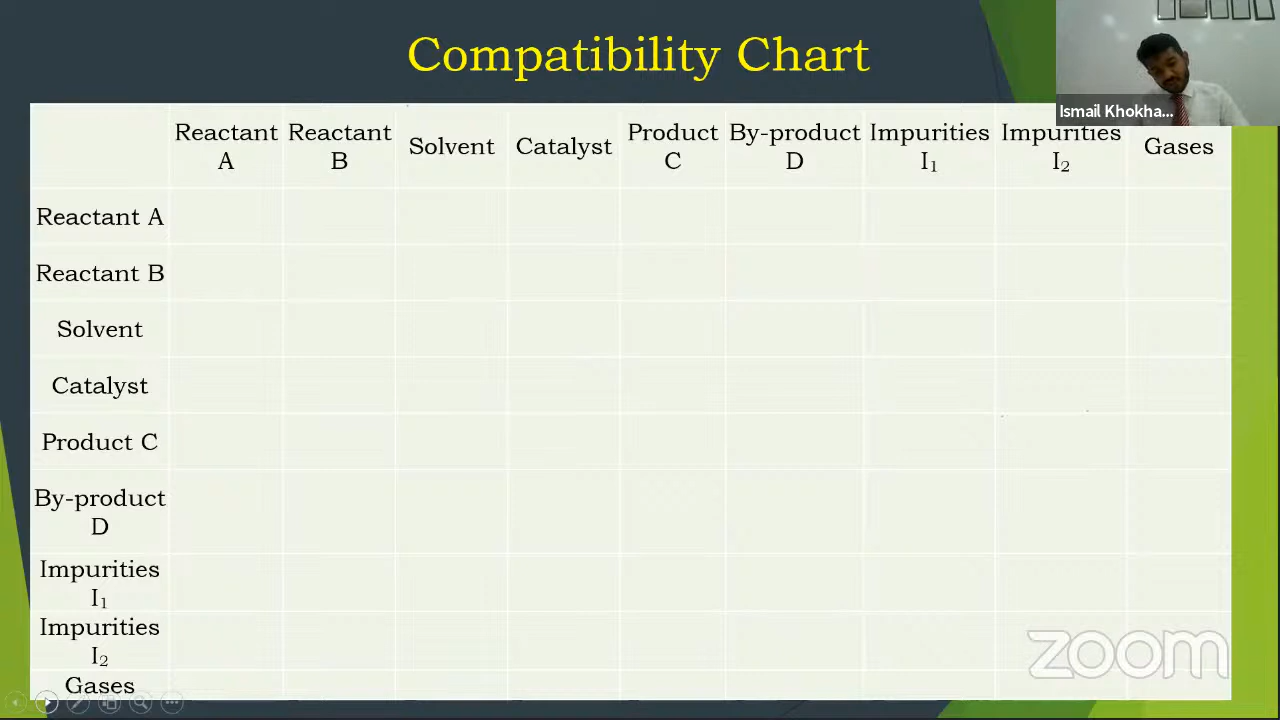 Compatibility Chart
Ismail Khokha...
Reactant A
Reactant B
Solvent
Catalyst
Product C
By-product D
Impurities I₁
Impurities I₂
Gases
Reactant A
Reactant B
Solvent
Catalyst
Product C
By-product
D
Impurities
I₁
Impurities
I₂
Gases
zoom